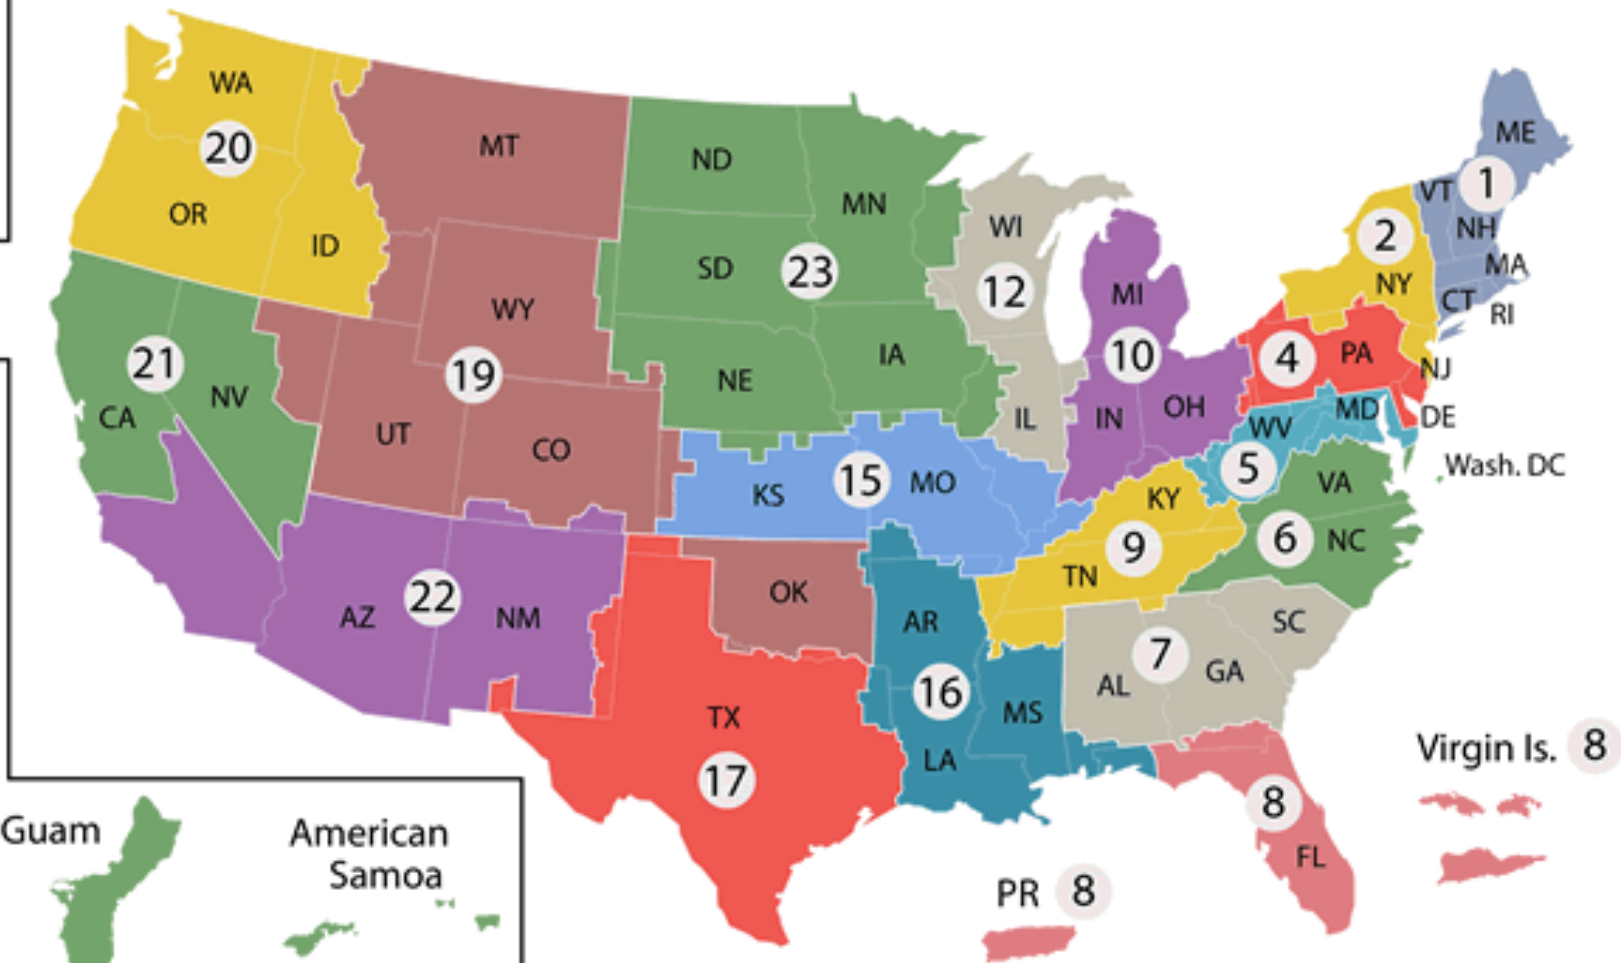 WA
20
OR
ID
MT
ND
MN
SD
23
WI
12
MI
10
ME
VT
1
NH
2
NY
MA
CT
RI
4
PA
NJ
MD
DE
WV
5
Wash. DC
21
CA
NV
WY
19
UT
CO
NE
IA
IL
IN
OH
KS
15
MO
KY
9
TN
VA
6
NC
AZ
22
NM
OK
AR
16
MS
LA
TX
17
7
AL
GA
SC
8
FL
Virgin Is. 8
PR 8
Guam
American
Samoa